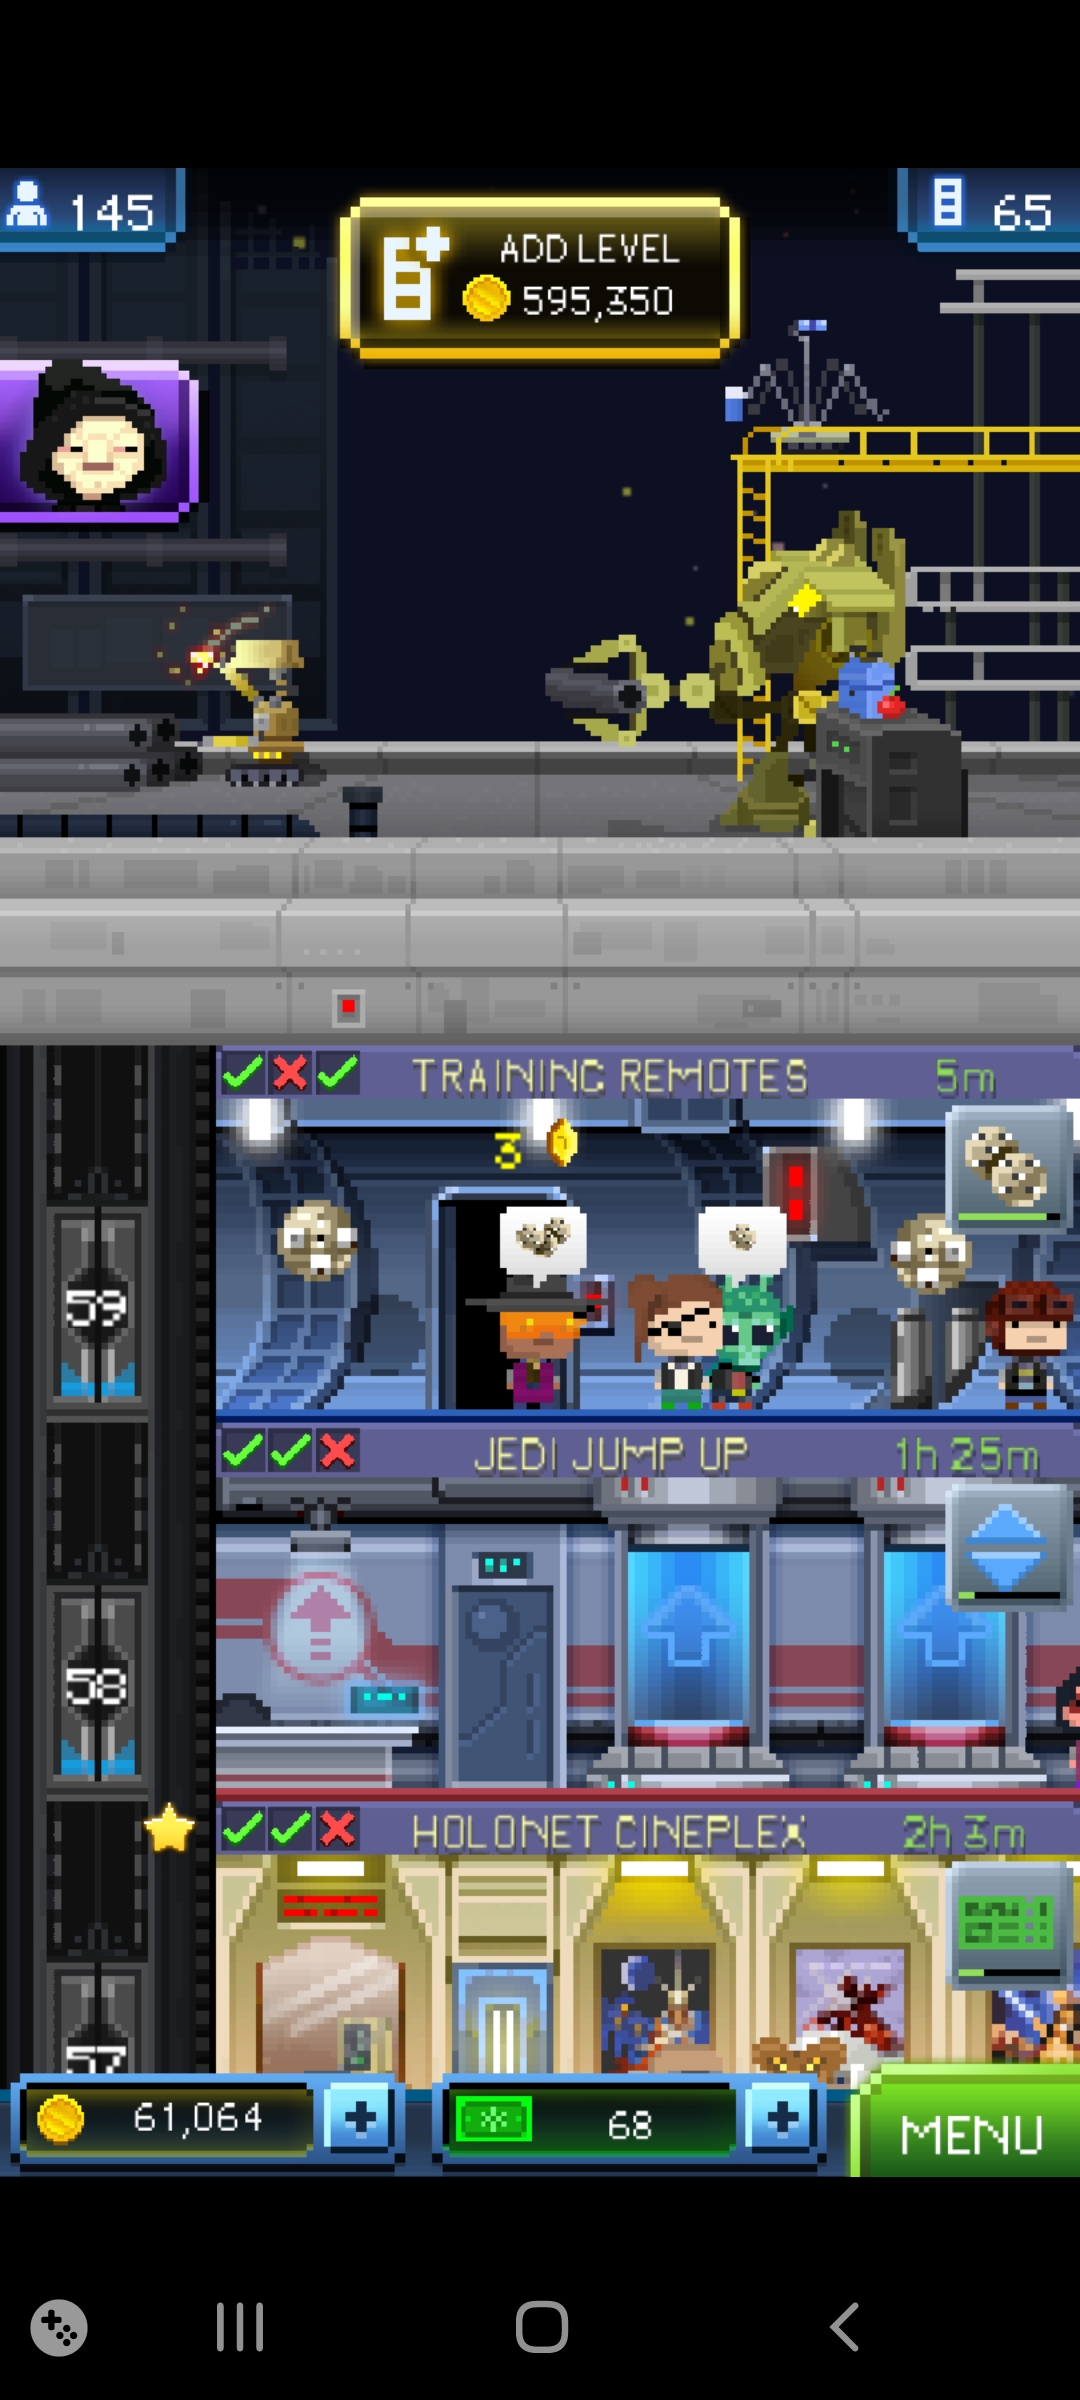 145
ADD LEVEL
595,350
65
TRAINING REMOTES 5m
3
59
JEDI JUMP UP 1h 25m
58
HOLONET CINEPLEX 2h 3m
57
61,064
68
MENU